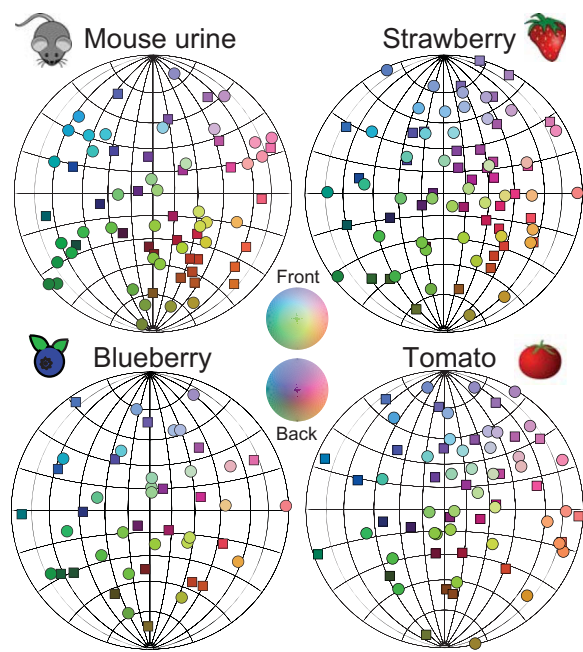 Mouse urine
Strawberry
Front
Back
Blueberry
Tomato